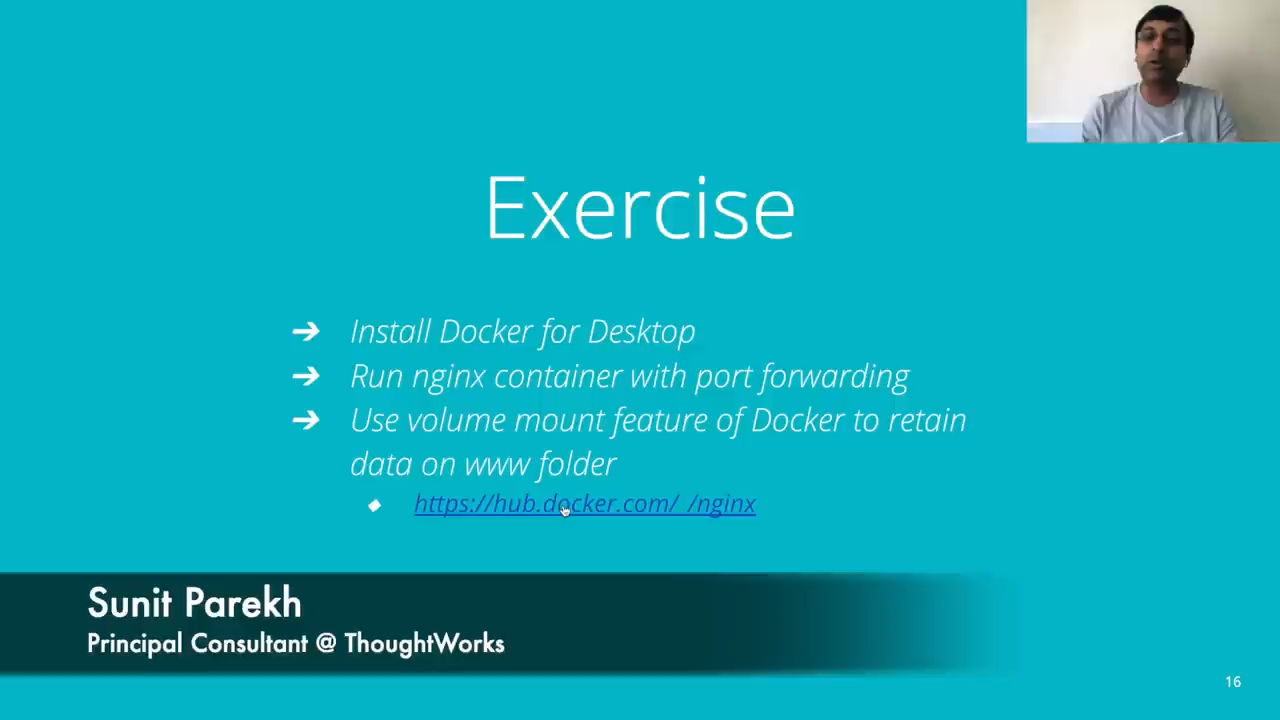 Exercise
➔ Install Docker for Desktop
➔ Run nginx container with port forwarding
➔ Use volume mount feature of Docker to retain
data on www folder
◆ https://hub.docker.com/_/nginx
Sunit Parekh
Principal Consultant @ ThoughtWorks
16